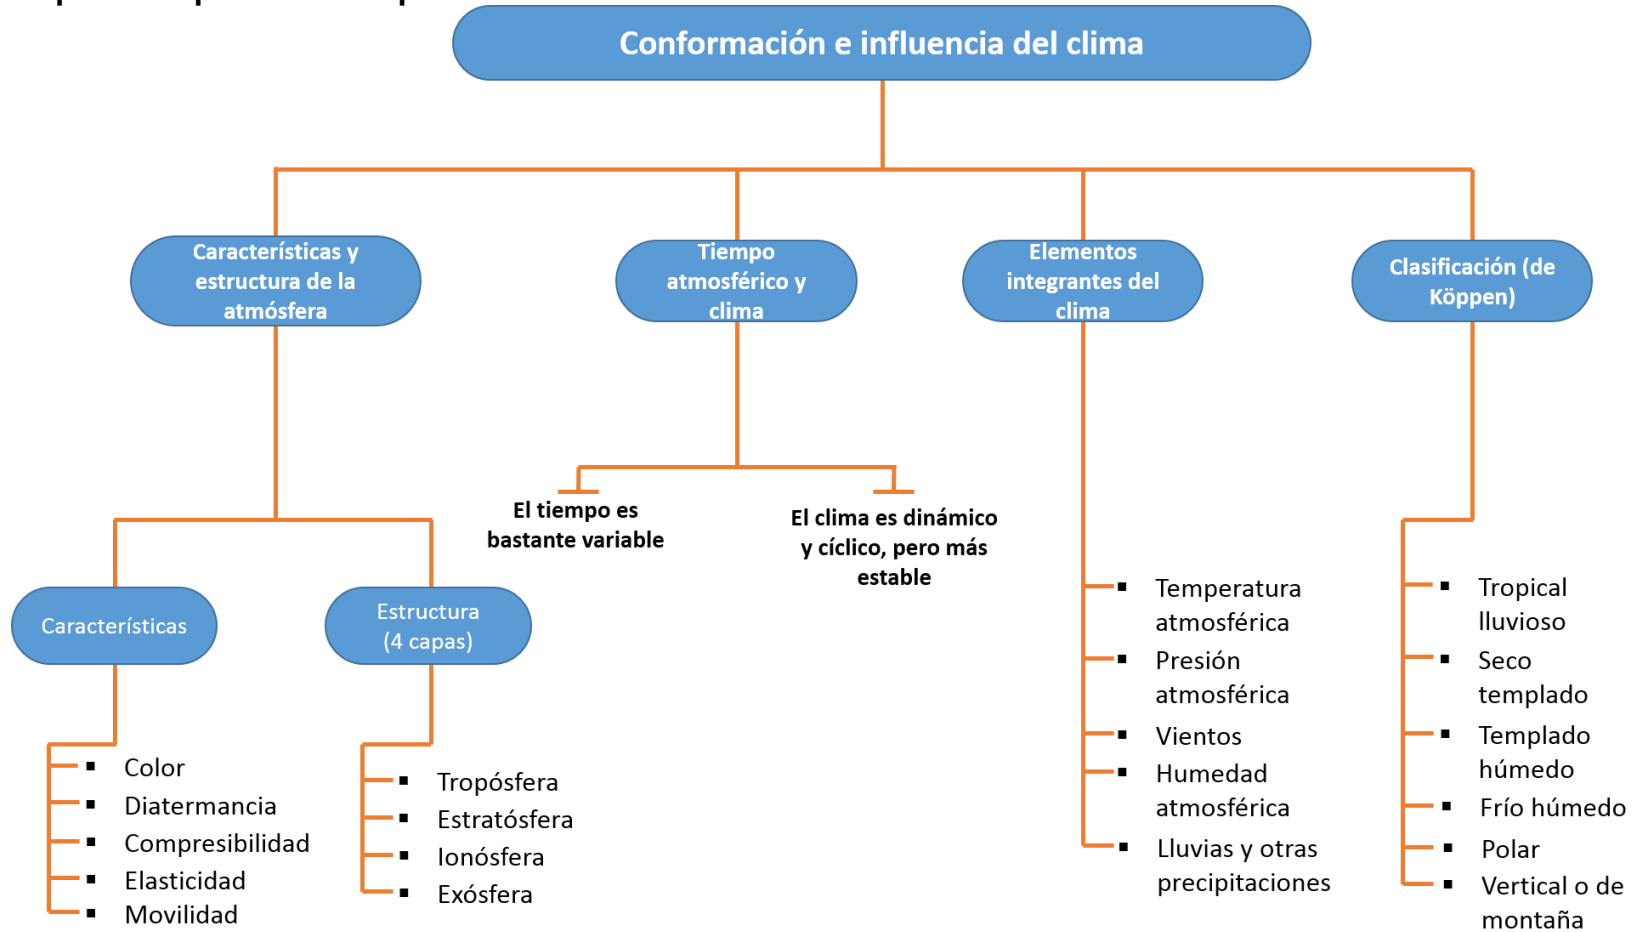 Conformación e influencia del clima
Características y
estructura de la
atmósfera
Tiempo
atmosférico y
clima
Elementos
integrantes del
clima
Clasificación (de
Köppen)
El tiempo es
bastante variable
El clima es dinámico
y cíclico, pero más
estable
Características
Estructura
(4 capas)
▪ Color
▪ Diatermancia
▪ Compresibilidad
▪ Elasticidad
▪ Movilidad
▪ Tropósfera
▪ Estratósfera
▪ Ionósfera
▪ Exósfera
▪ Temperatura
atmosférica
▪ Presión
atmosférica
▪ Vientos
▪ Humedad
atmosférica
▪ Lluvias y otras
precipitaciones
▪ Tropical
lluvioso
▪ Seco
templado
▪ Templado
húmedo
▪ Frío húmedo
▪ Polar
▪ Vertical o de
montaña